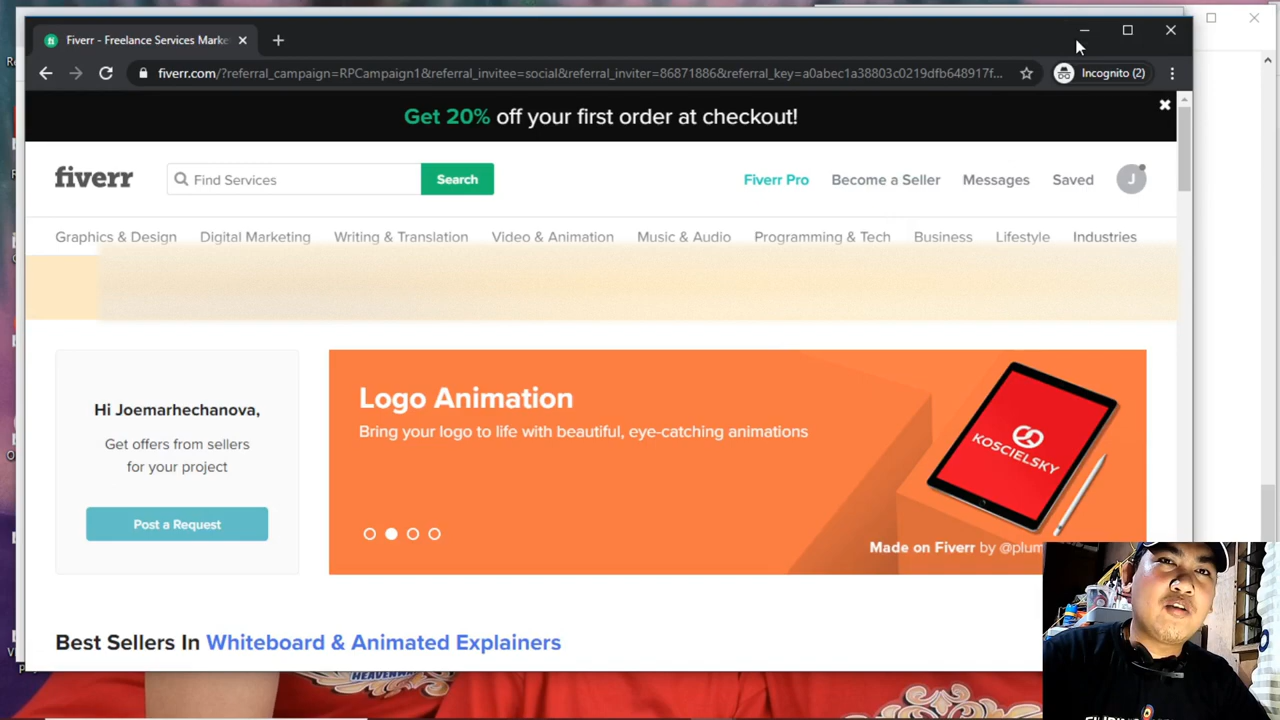 Fiverr - Freelance Services Marke
fiverr.com/?referral_campaign=RPCampaign1&referral_invitee=social&referral_inviter=86871886&referral_key=a0abec1a38803c0219dfb648917f...
Incognito (2)
Get 20% off your first order at checkout!
fiverr
Find Services
Search
Fiverr Pro
Become a Seller
Messages
Saved
J
Graphics & Design
Digital Marketing
Writing & Translation
Video & Animation
Music & Audio
Programming & Tech
Business
Lifestyle
Industries
Hi Joemarhechanova,
Get offers from sellers
for your project
Post a Request
Logo Animation
Bring your logo to life with beautiful, eye-catching animations
KOSCIELSKY
Made on Fiverr by @plum
Best Sellers In Whiteboard & Animated Explainers